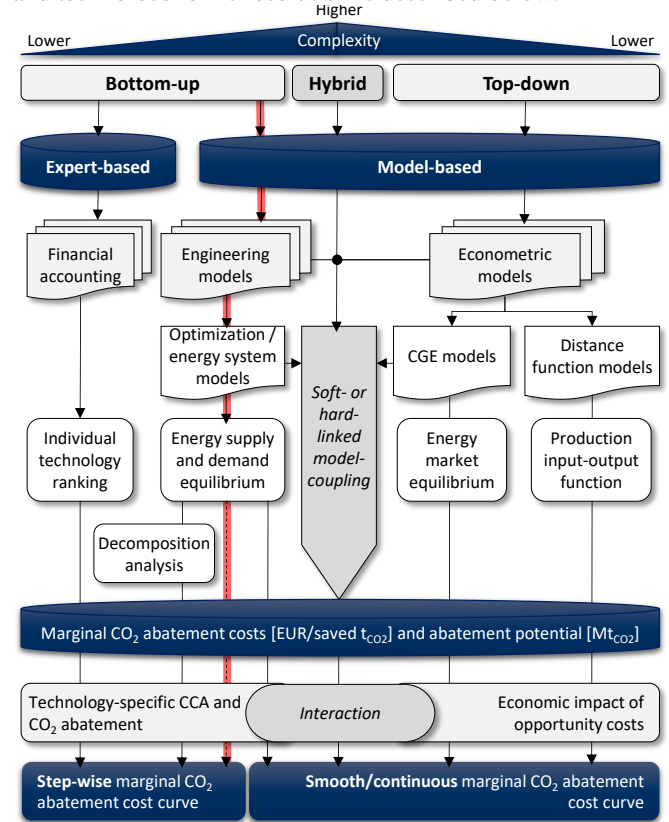 Higher
Lower
Complexity
Lower
Bottom-up
Hybrid
Top-down
Expert-based
Model-based
Financial
accounting
Engineering
models
Econometric
models
Optimization /
energy system
models
Soft- or
hard-
linked
model-
coupling
CGE models
Distance
function models
Individual
technology
ranking
Energy supply
and demand
equilibrium
Energy
market
equilibrium
Production
input-output
function
Decomposition
analysis
Marginal CO2 abatement costs [EUR/saved tCO2] and abatement potential [MtCO2]
Technology-specific CCA and
CO2 abatement
Interaction
Economic impact of
opportunity costs
Step-wise marginal CO2
abatement cost curve
Smooth/continuous marginal CO2 abatement
cost curve